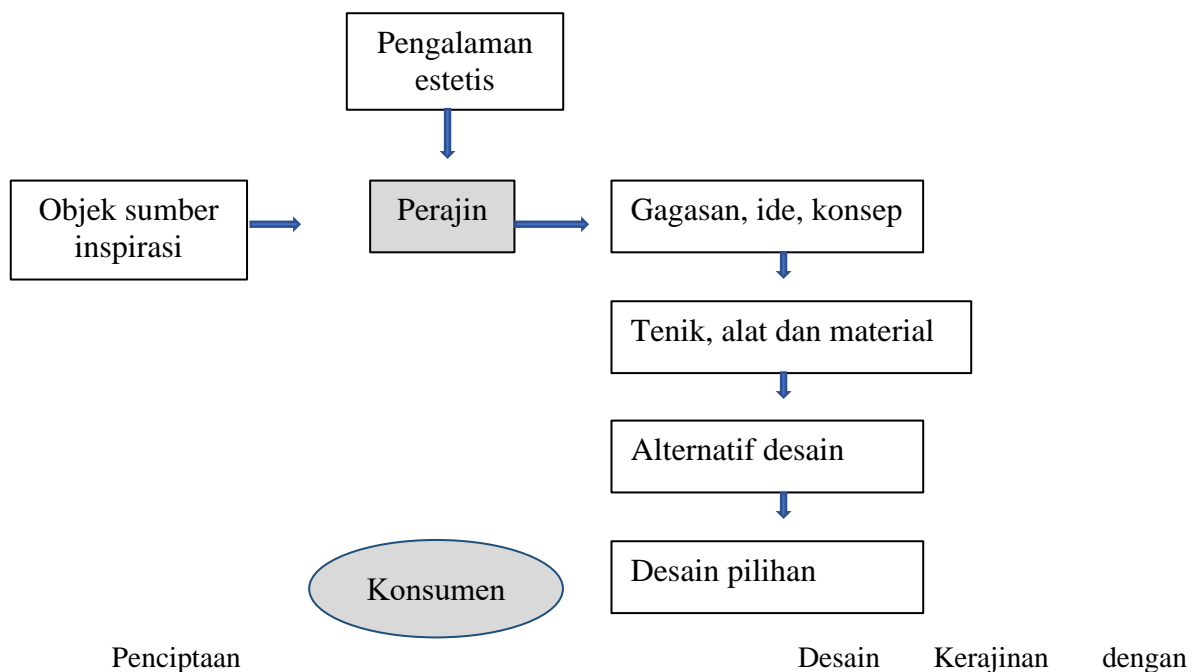 Pengalaman
estetis
Objek sumber
inspirasi
Perajin
Gagasan, ide, konsep
Tenik, alat dan material
Alternatif desain
Desain pilihan
Konsumen
Penciptaan Desain Kerajinan dengan